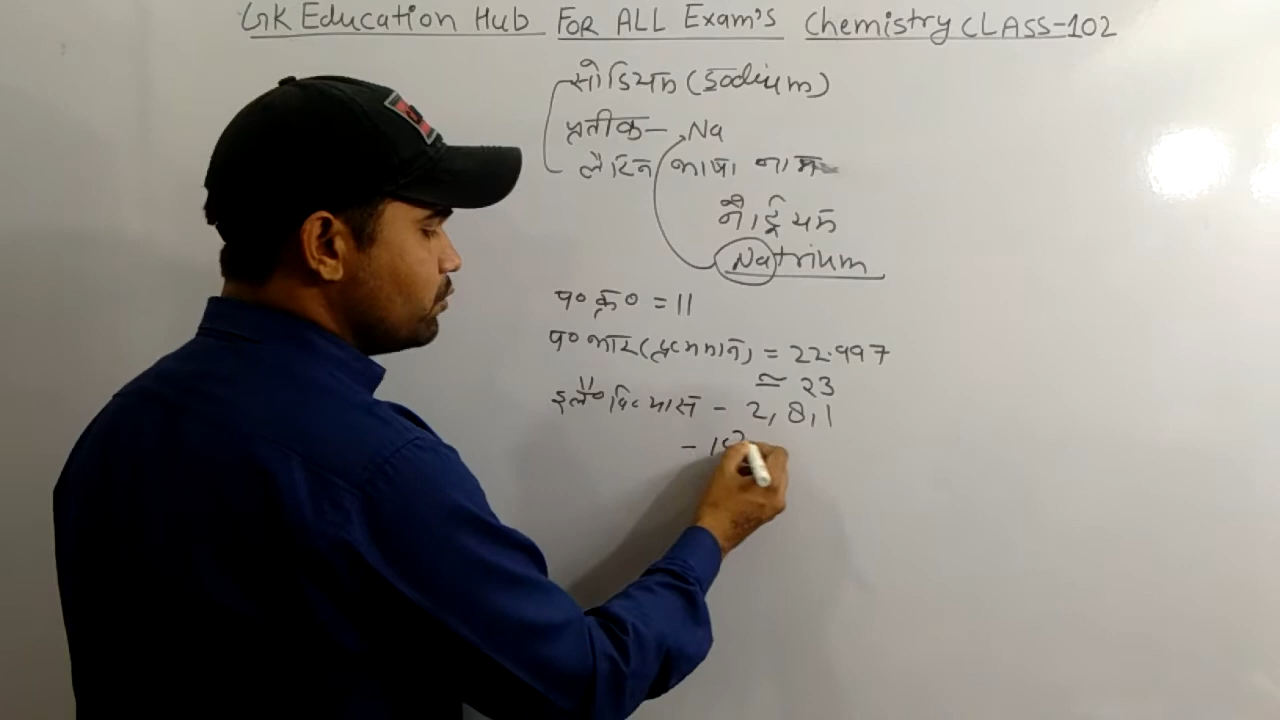 GK Education Hub FOR ALL Exam's Chemistry CLASS-102
सोडियम (Sodium)
प्रतीक - Na
लैटिन भाषा नाम
नैट्रियम
Natrium
प० क्र० = 11
प० भार (द्रव्यमान) = 22.997
≃ 23
इले० विन्यास - 2, 8, 1
- 1s²